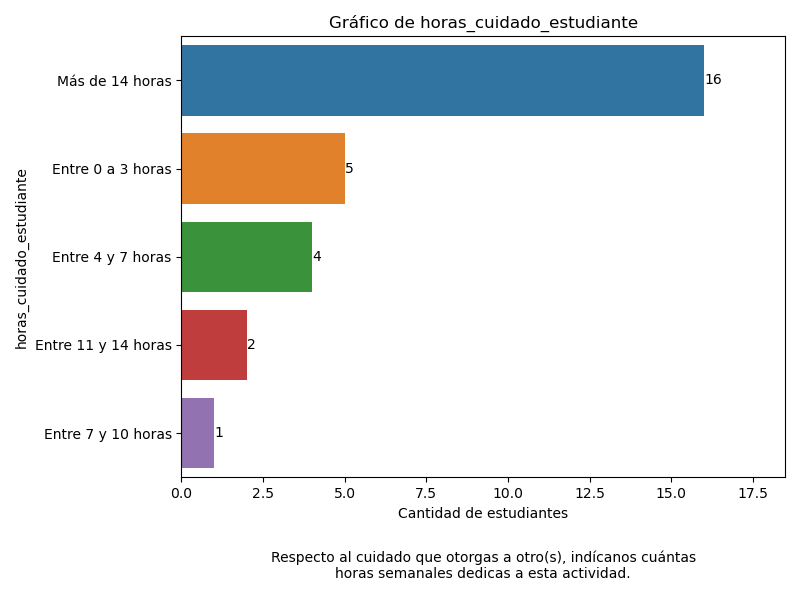 Gráfico de horas_cuidado_estudiante
horas_cuidado_estudiante
Más de 14 horas
16
Entre 0 a 3 horas
5
Entre 4 y 7 horas
4
Entre 11 y 14 horas
2
Entre 7 y 10 horas
1
0.0 2.5 5.0 7.5 10.0 12.5 15.0 17.5
Cantidad de estudiantes
Respecto al cuidado que otorgas a otro(s), indícanos cuántas
horas semanales dedicas a esta actividad.